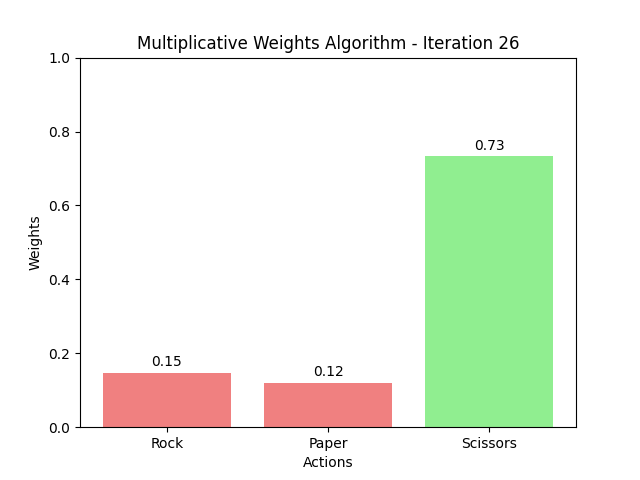 Multiplicative Weights Algorithm - Iteration 26
1.0
0.8
0.6
0.4
0.2
0.0
Weights
0.15
0.12
0.73
Rock Paper Scissors
Actions